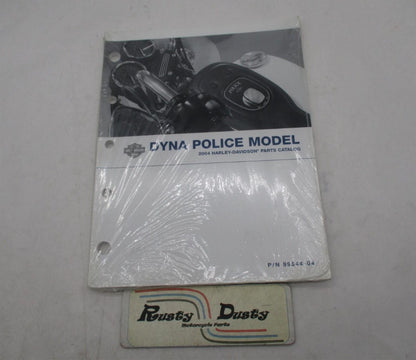 DYNA POLICE MODEL
2004 HARLEY-DAVIDSON® PARTS CATALOG
P/N 99544-04
Rusty Dusty
Motorcycle Parts